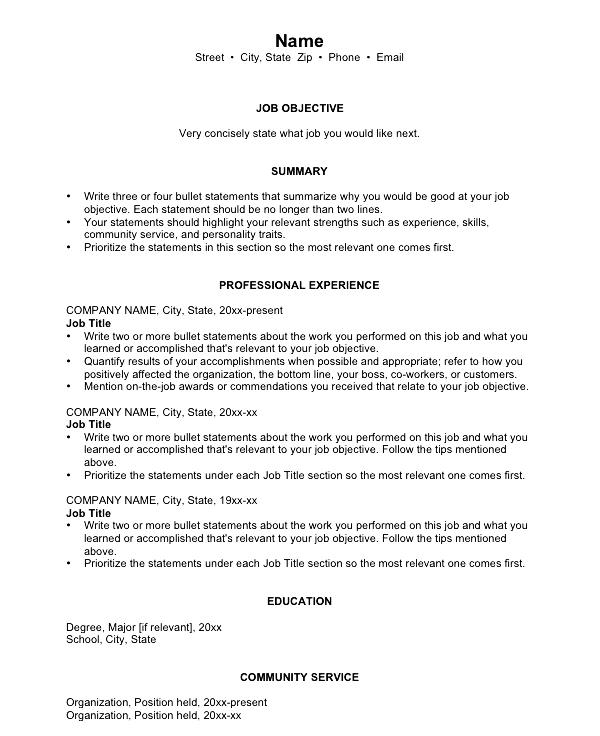 Name
Street • City, State Zip • Phone • Email
JOB OBJECTIVE
Very concisely state what job you would like next.
SUMMARY
• Write three or four bullet statements that summarize why you would be good at your job
objective. Each statement should be no longer than two lines.
• Your statements should highlight your relevant strengths such as experience, skills,
community service, and personality traits.
• Prioritize the statements in this section so the most relevant one comes first.
PROFESSIONAL EXPERIENCE
COMPANY NAME, City, State, 20xx-present
Job Title
• Write two or more bullet statements about the work you performed on this job and what you
learned or accomplished that's relevant to your job objective.
• Quantify results of your accomplishments when possible and appropriate; refer to how you
positively affected the organization, the bottom line, your boss, co-workers, or customers.
• Mention on-the-job awards or commendations you received that relate to your job objective.
COMPANY NAME, City, State, 20xx-xx
Job Title
• Write two or more bullet statements about the work you performed on this job and what you
learned or accomplished that's relevant to your job objective. Follow the tips mentioned
above.
• Prioritize the statements under each Job Title section so the most relevant one comes first.
COMPANY NAME, City, State, 19xx-xx
Job Title
• Write two or more bullet statements about the work you performed on this job and what you
learned or accomplished that's relevant to your job objective. Follow the tips mentioned
above.
• Prioritize the statements under each Job Title section so the most relevant one comes first.
EDUCATION
Degree, Major [if relevant], 20xx
School, City, State
COMMUNITY SERVICE
Organization, Position held, 20xx-present
Organization, Position held, 20xx-xx